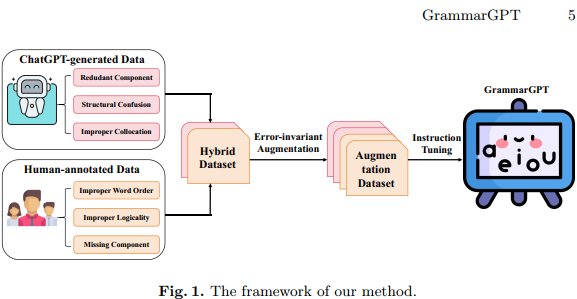 GrammarGPT 5
ChatGPT-generated Data
Redudant Component
Structural Confusion
Improper Collocation
Human-annotated Data
Improper Word Order
Improper Logicality
Missing Component
Hybrid
Dataset
Error-invariant
Augmentation
Augmen
tation
Dataset
Instruction
Tuning
GrammarGPT
a e i o u
Fig. 1. The framework of our method.